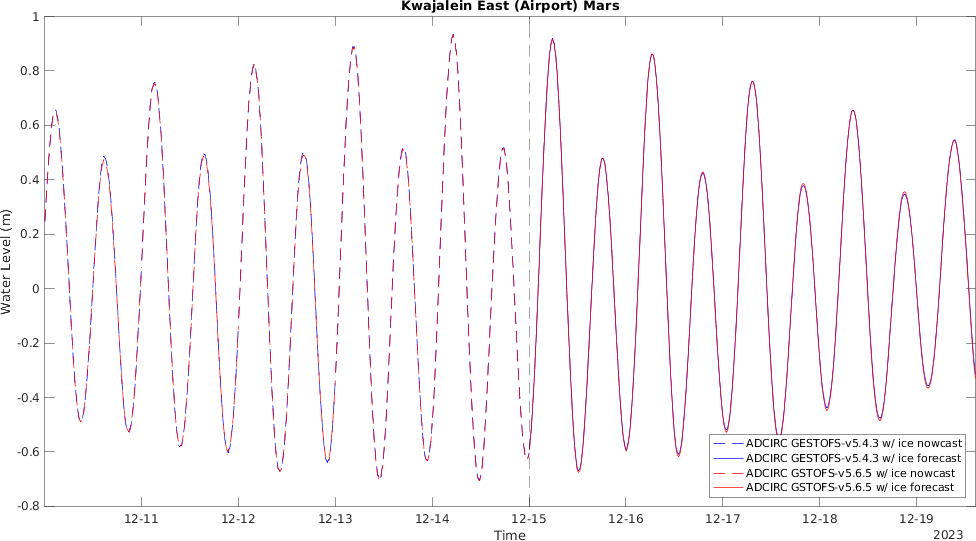 Kwajalein East (Airport) Mars
1
0.8
0.6
0.4
0.2
0
-0.2
-0.4
-0.6
-0.8
Water Level (m)
12-11 12-12 12-13 12-14 12-15 12-16 12-17 12-18 12-19
Time
2023
ADCIRC GESTOFS-v5.4.3 w/ ice nowcast
ADCIRC GESTOFS-v5.4.3 w/ ice forecast
ADCIRC GSTOFS-v5.6.5 w/ ice nowcast
ADCIRC GSTOFS-v5.6.5 w/ ice forecast